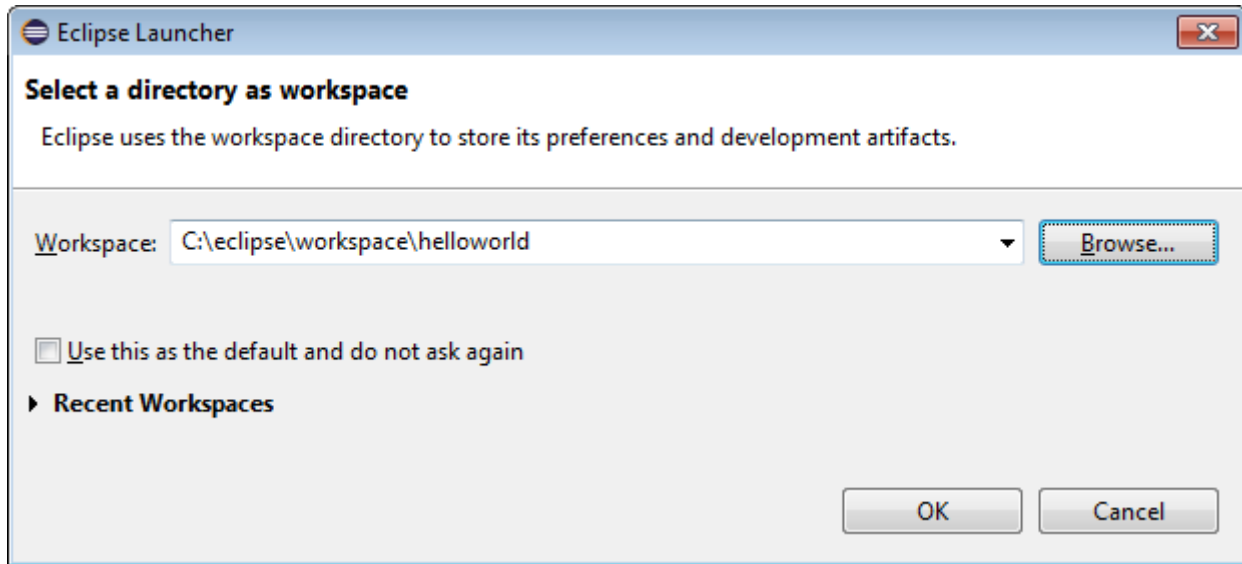 Eclipse Launcher
Select a directory as workspace
Eclipse uses the workspace directory to store its preferences and development artifacts.
Workspace: C:\eclipse\workspace\helloworld Browse...
Use this as the default and do not ask again
Recent Workspaces
OK Cancel